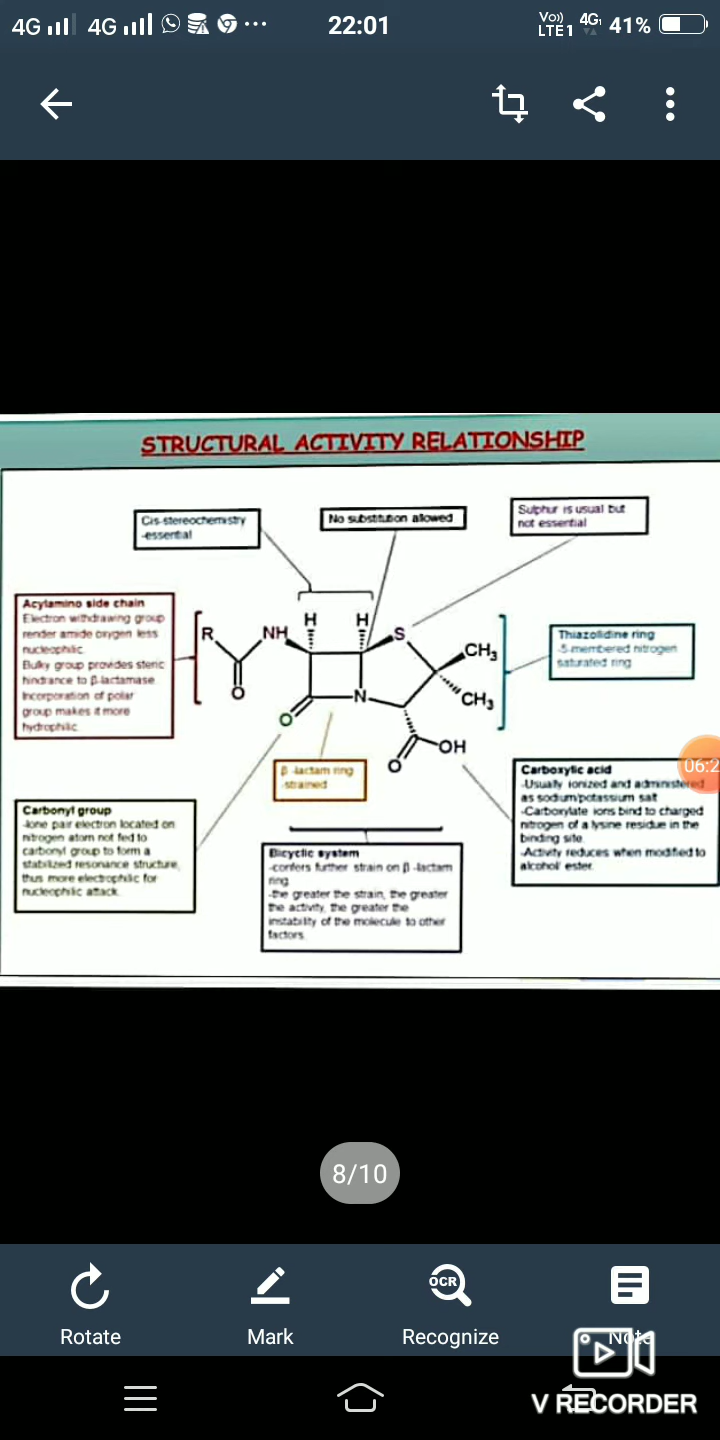 4G 4G ... 22:01 Vo)) LTE1 4G 41%
STRUCTURAL ACTIVITY RELATIONSHIP
Cis-stereochemistry
-essential
No substitution allowed
Sulphur is usual but
not essential
Acylamino side chain
Electron withdrawing group
render amide oxygen less
nucleophilic.
Bulky group provides steric
hindrance to β-lactamase.
Incorporation of polar
group makes it more
hydrophilic.
R
O
NH
H
H
S
CH3
CH3
N
O
O
OH
Thiazolidine ring
-5-membered nitrogen
saturated ring
β -lactam ring
-strained
Carbonyl group
-lone pair electron located on
nitrogen atom not fed to
carbonyl group to form a
stabilized resonance structure,
thus more electrophilic for
nucleophilic attack.
Bicyclic system
-confers further strain on β -lactam
ring
-the greater the strain, the greater
the activity, the greater the
instability of the molecule to other
factors.
Carboxylic acid
-Usually ionized and administered
as sodium/potassium salt
-Carboxylate ions bind to charged
nitrogen of a lysine residue in the
binding site.
-Activity reduces when modified to
alcohol/ ester.
06:2
8/10
OCR
Rotate Mark Recognize Note
V RECORDER